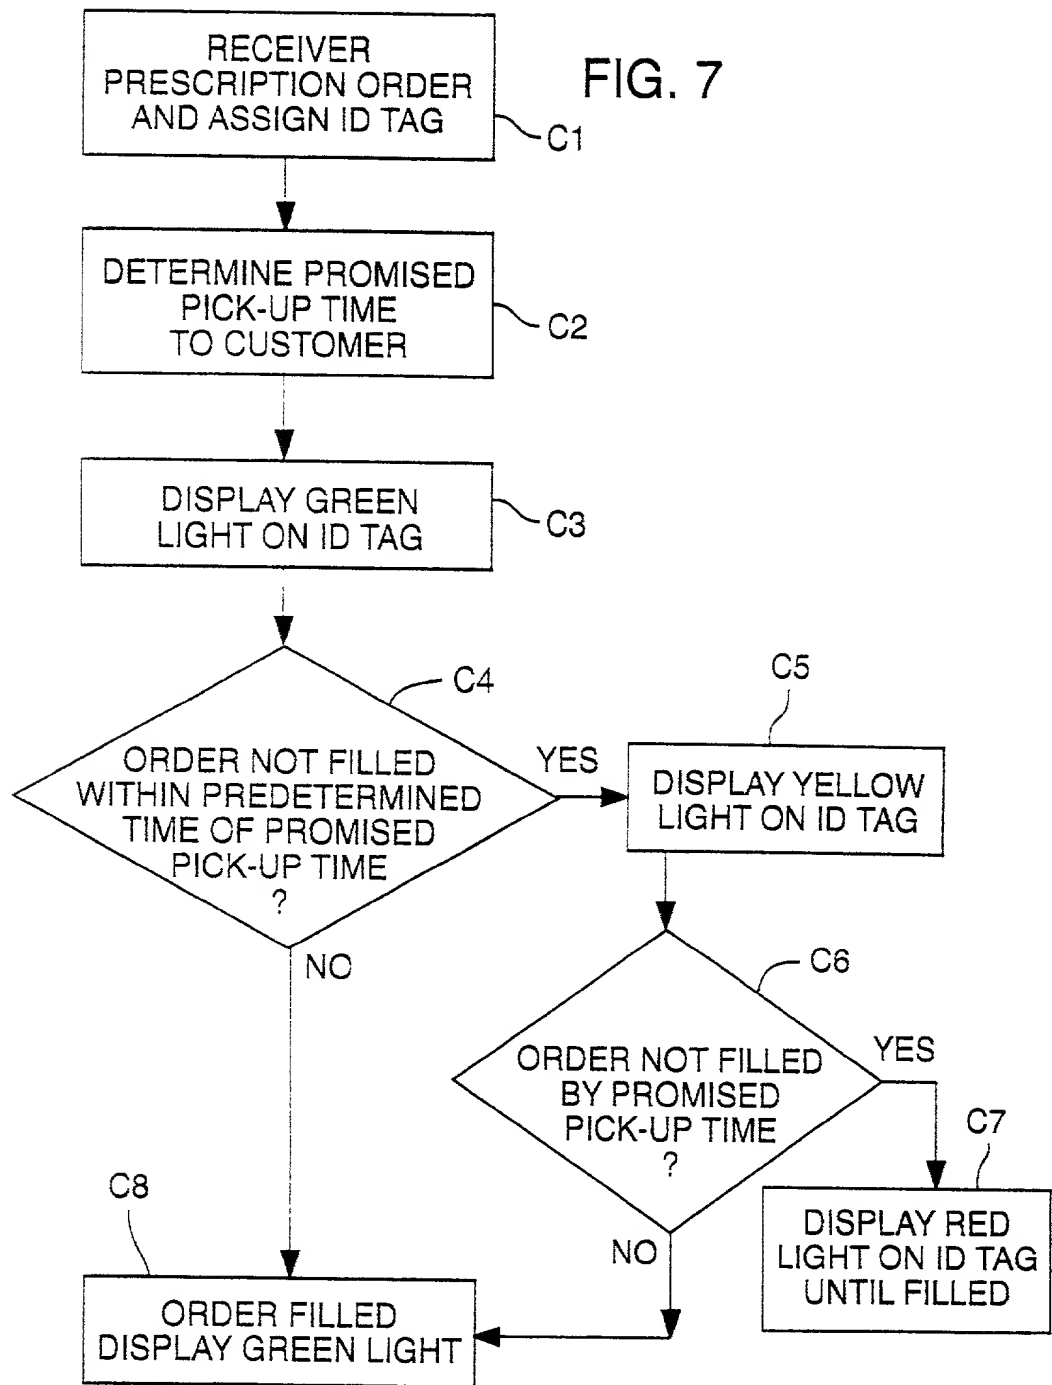 RECEIVER
PRESCRIPTION ORDER
AND ASSIGN ID TAG
FIG. 7
C1
DETERMINE PROMISED
PICK-UP TIME
TO CUSTOMER
C2
DISPLAY GREEN
LIGHT ON ID TAG
C3
C4
ORDER NOT FILLED
WITHIN PREDETERMINED
TIME OF PROMISED
PICK-UP TIME
?
YES
NO
C5
DISPLAY YELLOW
LIGHT ON ID TAG
C6
ORDER NOT FILLED
BY PROMISED
PICK-UP TIME
?
YES
NO
C7
DISPLAY RED
LIGHT ON ID TAG
UNTIL FILLED
C8
ORDER FILLED
DISPLAY GREEN LIGHT